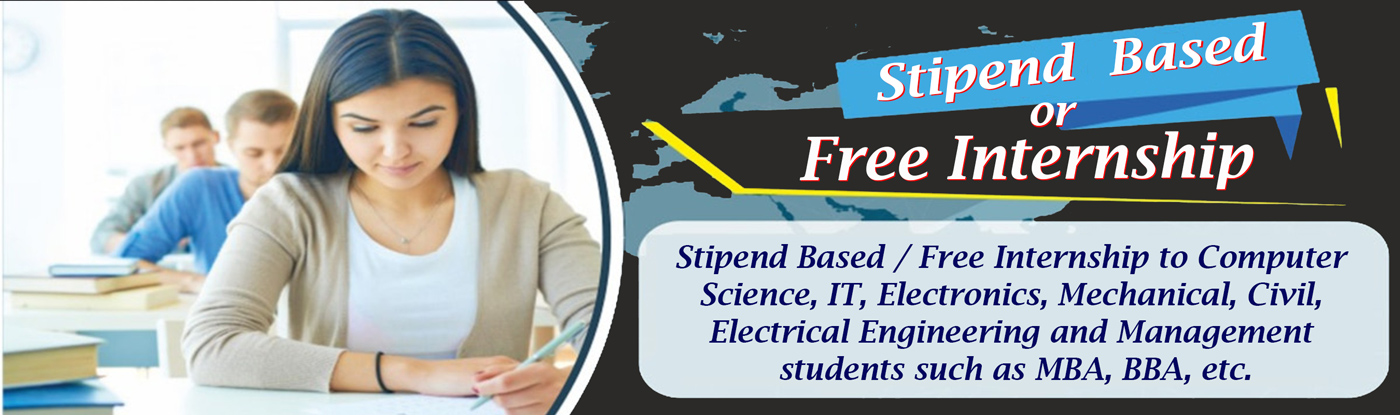 Stipend Based
or
Free Internship
Stipend Based / Free Internship to Computer
Science, IT, Electronics, Mechanical, Civil,
Electrical Engineering and Management
students such as MBA, BBA, etc.